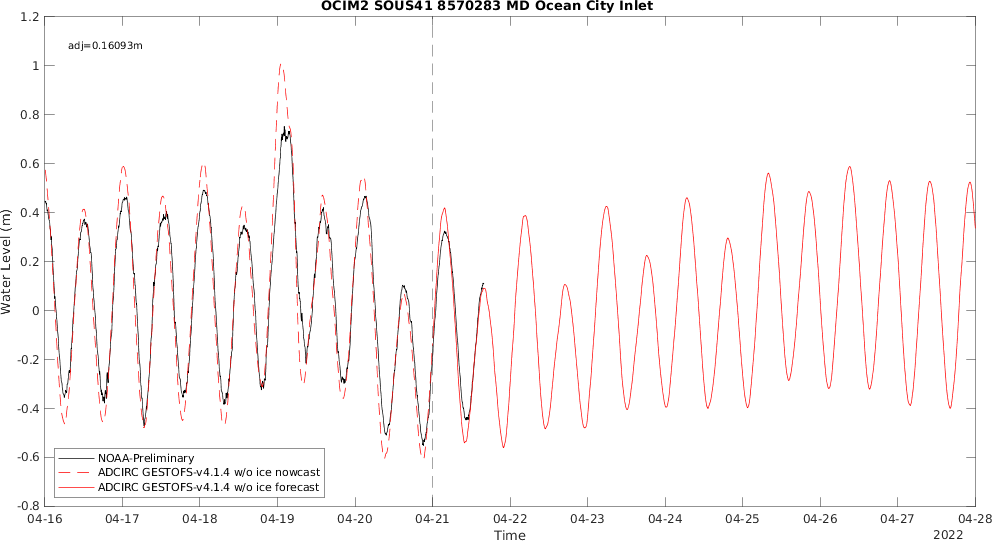 OCIM2 SOUS41 8570283 MD Ocean City Inlet
1.2
adj=0.16093m
1
0.8
0.6
0.4
0.2
0
-0.2
-0.4
-0.6
-0.8
Water Level (m)
NOAA-Preliminary
ADCIRC GESTOFS-v4.1.4 w/o ice nowcast
ADCIRC GESTOFS-v4.1.4 w/o ice forecast
04-16 04-17 04-18 04-19 04-20 04-21 04-22 04-23 04-24 04-25 04-26 04-27 04-28
Time
2022